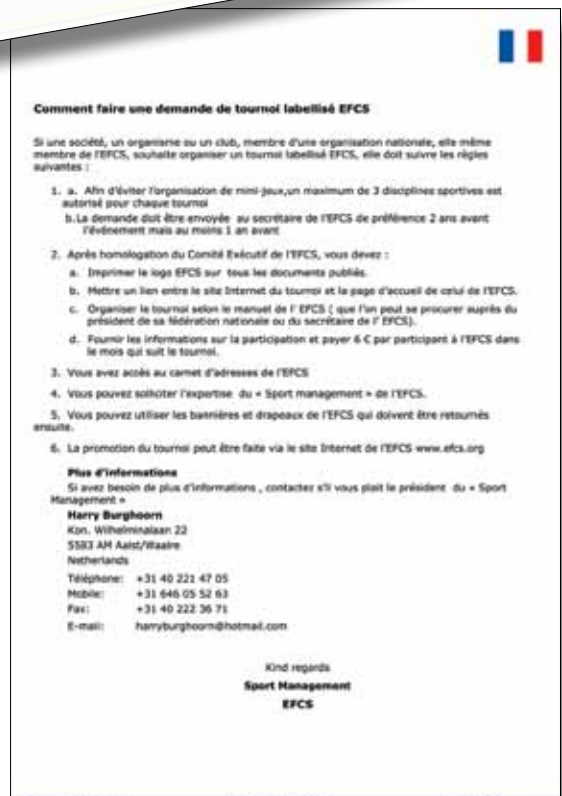 Comment faire une demande de tournoi labellisé EFCS
Si une société, un organisme ou un club, membre d'une organisation nationale, elle même
membre de l'EFCS, souhaite organiser un tournoi labellisé EFCS, elle doit suivre les règles
suivantes :
1. a. Afin d'éviter l'organisation de mini-jeux,un maximum de 3 disciplines sportives est
autorisé pour chaque tournoi
b.La demande doit être envoyée au secrétaire de l'EFCS de préférence 2 ans avant
l'événement mais au moins 1 an avant
2. Après homologation du Comité Exécutif de l'EFCS, vous devez :
a. Imprimer le logo EFCS sur tous les documents publiés.
b. Mettre un lien entre le site Internet du tournoi et la page d'accueil de celui de l'EFCS.
c. Organiser le tournoi selon le manuel de l' EFCS ( que l'on peut se procurer auprès du
président de sa fédération nationale ou du secrétaire de l' EFCS).
d. Fournir les informations sur la participation et payer 6 € par participant à l'EFCS dans
le mois qui suit le tournoi.
3. Vous avez accès au carnet d'adresses de l'EFCS
4. Vous pouvez solliciter l'expertise du « Sport management » de l'EFCS.
5. Vous pouvez utiliser les bannières et drapeaux de l'EFCS qui doivent être retournés
ensuite.
6. La promotion du tournoi peut être faite via le site Internet de l'EFCS www.efcs.org
Plus d'informations
Si avez besoin de plus d'informations , contactez s'il vous plait le président du « Sport
Management »
Harry Burghoorn
Kon. Wilhelminalaan 22
5583 AM Aalst/Waalre
Netherlands
Téléphone: +31 40 221 47 05
Mobile: +31 646 05 52 63
Fax: +31 40 222 36 71
E-mail: harryburghoorn@hotmail.com
Kind regards
Sport Management
EFCS